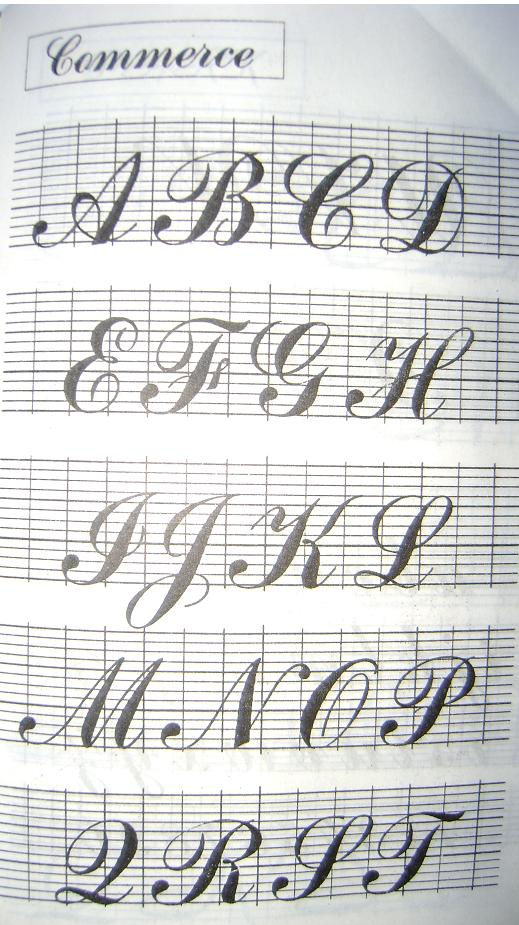 Commerce
A B C D
E F G H
I J K L
M N O P
Q R S T